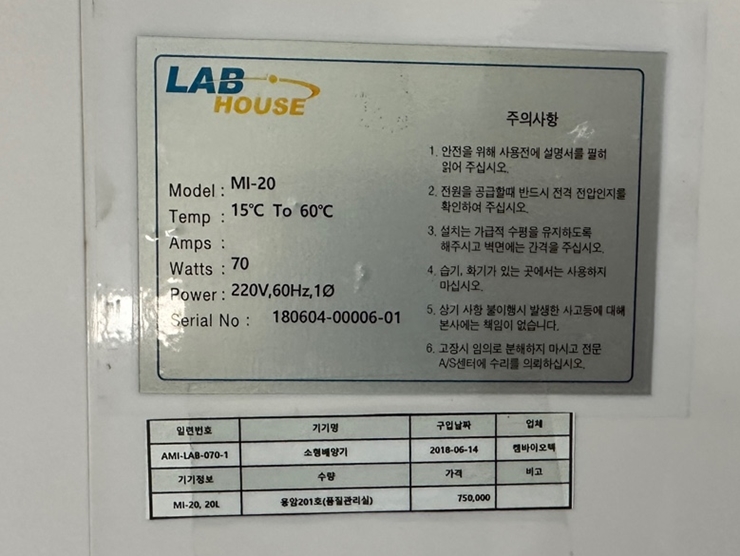 LAB
HOUSE
Model : MI-20
Temp : 15℃ To 60℃
Amps :
Watts : 70
Power : 220V,60Hz,1Ø
Serial No : 180604-00006-01
주의사항
1. 안전을 위해 사용전에 설명서를 필히
읽어 주십시오.
2. 전원을 공급할때 반드시 전격 전압인지를
확인하여 주십시오.
3. 설치는 가급적 수평을 유지하도록
해주시고 벽면에는 간격을 주십시오.
4. 습기, 화기가 있는 곳에서는 사용하지
마십시오.
5. 상기 사항 불이행시 발생한 사고등에 대해
본사에는 책임이 없습니다.
6. 고장시 임의로 분해하지 마시고 전문
A/S센터에 수리를 의뢰하십시오.
일련번호 기기명 구입날짜 업체
AMI-LAB-070-1 소형배양기 2018-06-14 켐바이오텍
기기정보 수량 가격 비고
MI-20, 20L 용암201호(품질관리실) 750,000